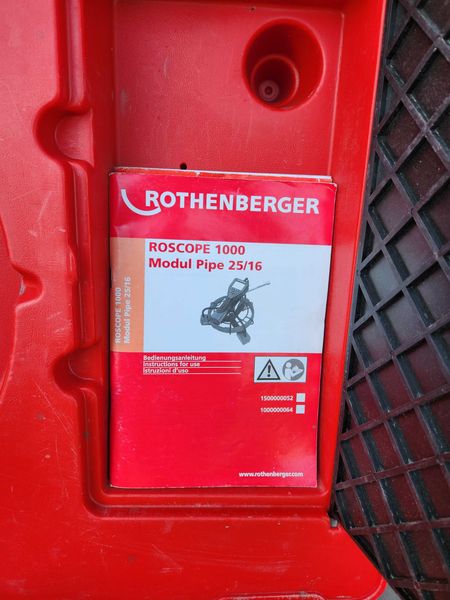 ROTHENBERGER
ROSCOPE 1000
Modul Pipe 25/16
ROSCOPE 1000
Modul Pipe 25/16
Bedienungsanleitung
Instructions for use
Istruzioni d'uso
1500000052
1000000064
www.rothenberger.com